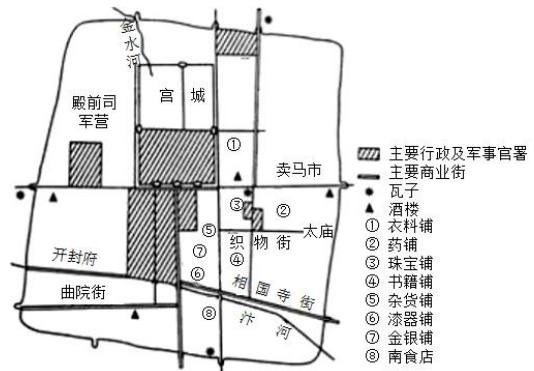 金水河
殿前司
军营
宫城
①
卖马市
③
②
⑤
太庙
织物街
⑦
④
开封府
⑥
相国寺街
曲院街
汴河
⑧
主要行政及军事官署
主要商业街
瓦子
酒楼
①衣料铺
②药铺
③珠宝铺
④书籍铺
⑤杂货铺
⑥漆器铺
⑦金银铺
⑧南食店